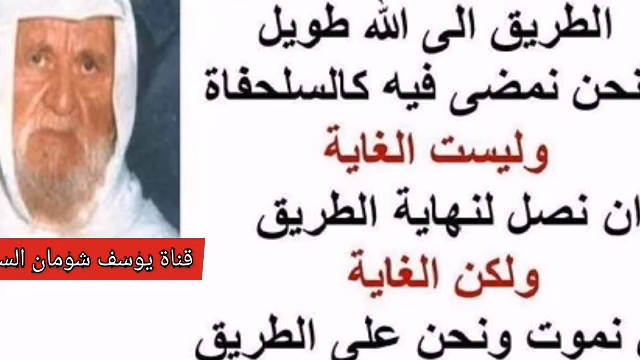 الطريق الى الله طويل
نحن نمضى فيه كالسلحفاة
وليست الغاية
ان نصل لنهاية الطريق
ولكن الغاية
نموت ونحن على الطريق
قناة يوسف شومان